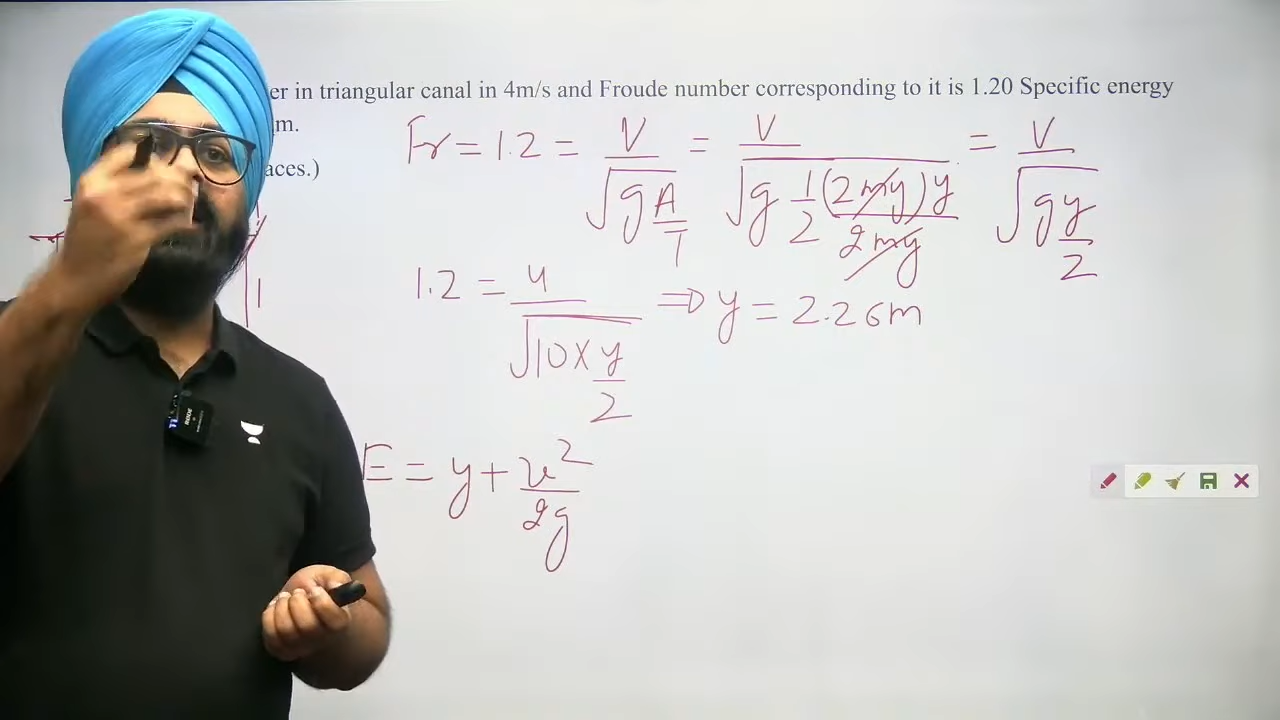 er in triangular canal in 4m/s and Froude number corresponding to it is 1.20 Specific energy
m.
aces.)
Fr = 1.2 = V/√(g A/T) = V/√(g 1/2 (2my)y/2my) = V/√(g y/2)
1.2 = 4/√(10 × y/2) ⇒ y = 2.26m
E = y + v²/2g